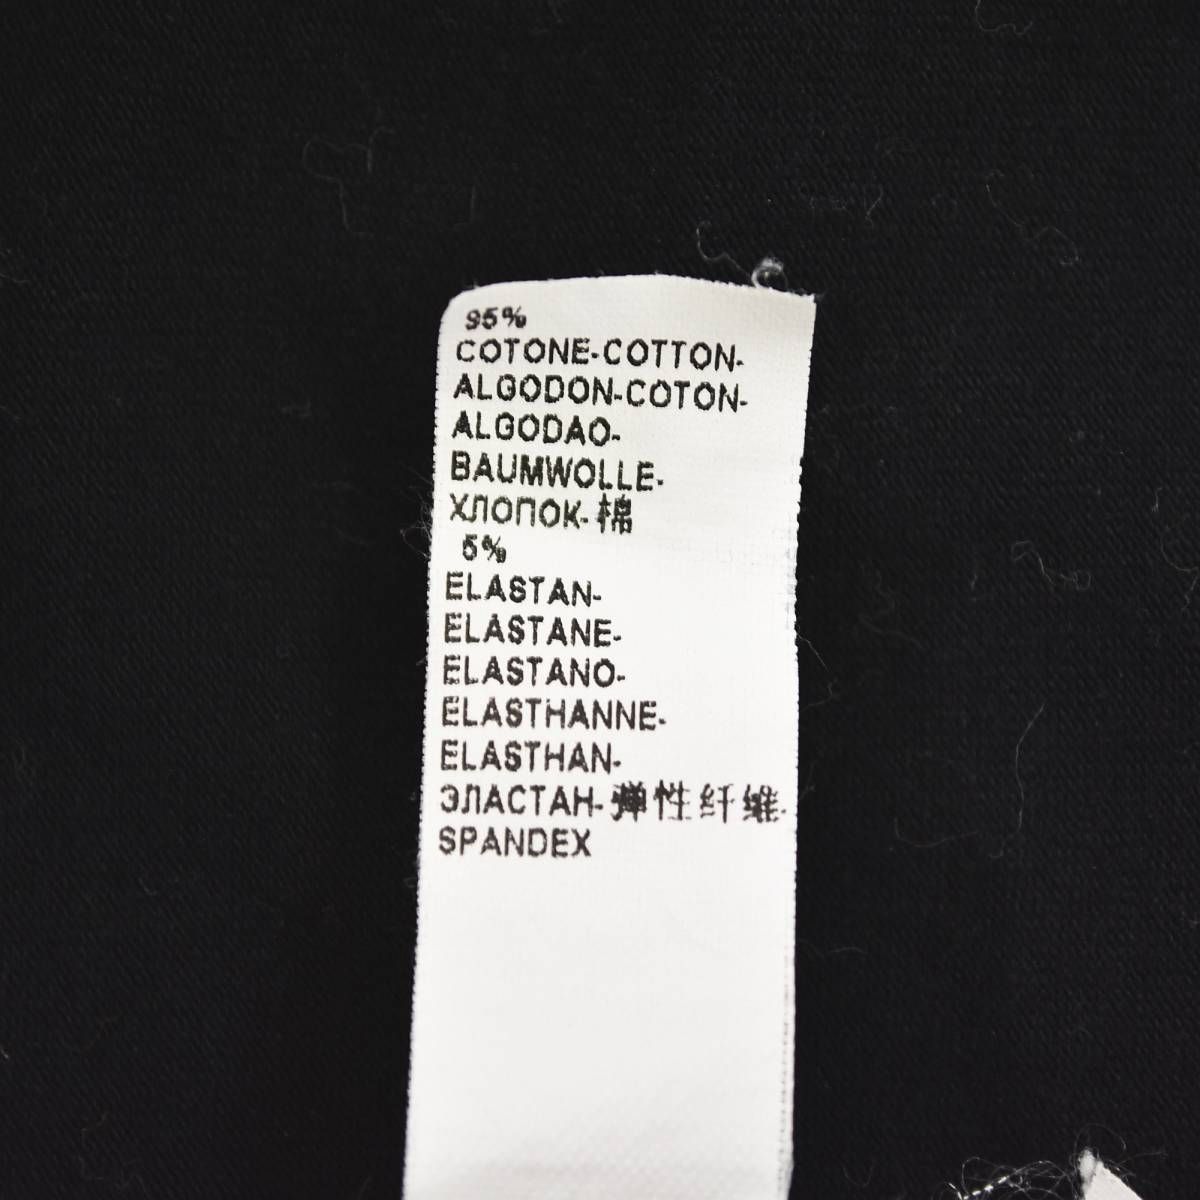 95%
COTONE-COTTON-
ALGODON-COTON-
ALGODAO-
BAUMWOLLE-
ХЛОПОК-棉
5%
ELASTAN-
ELASTANE-
ELASTANO-
ELASTHANNE-
ELASTHAN-
ЭЛАСТАН-弹性纤维-
SPANDEX